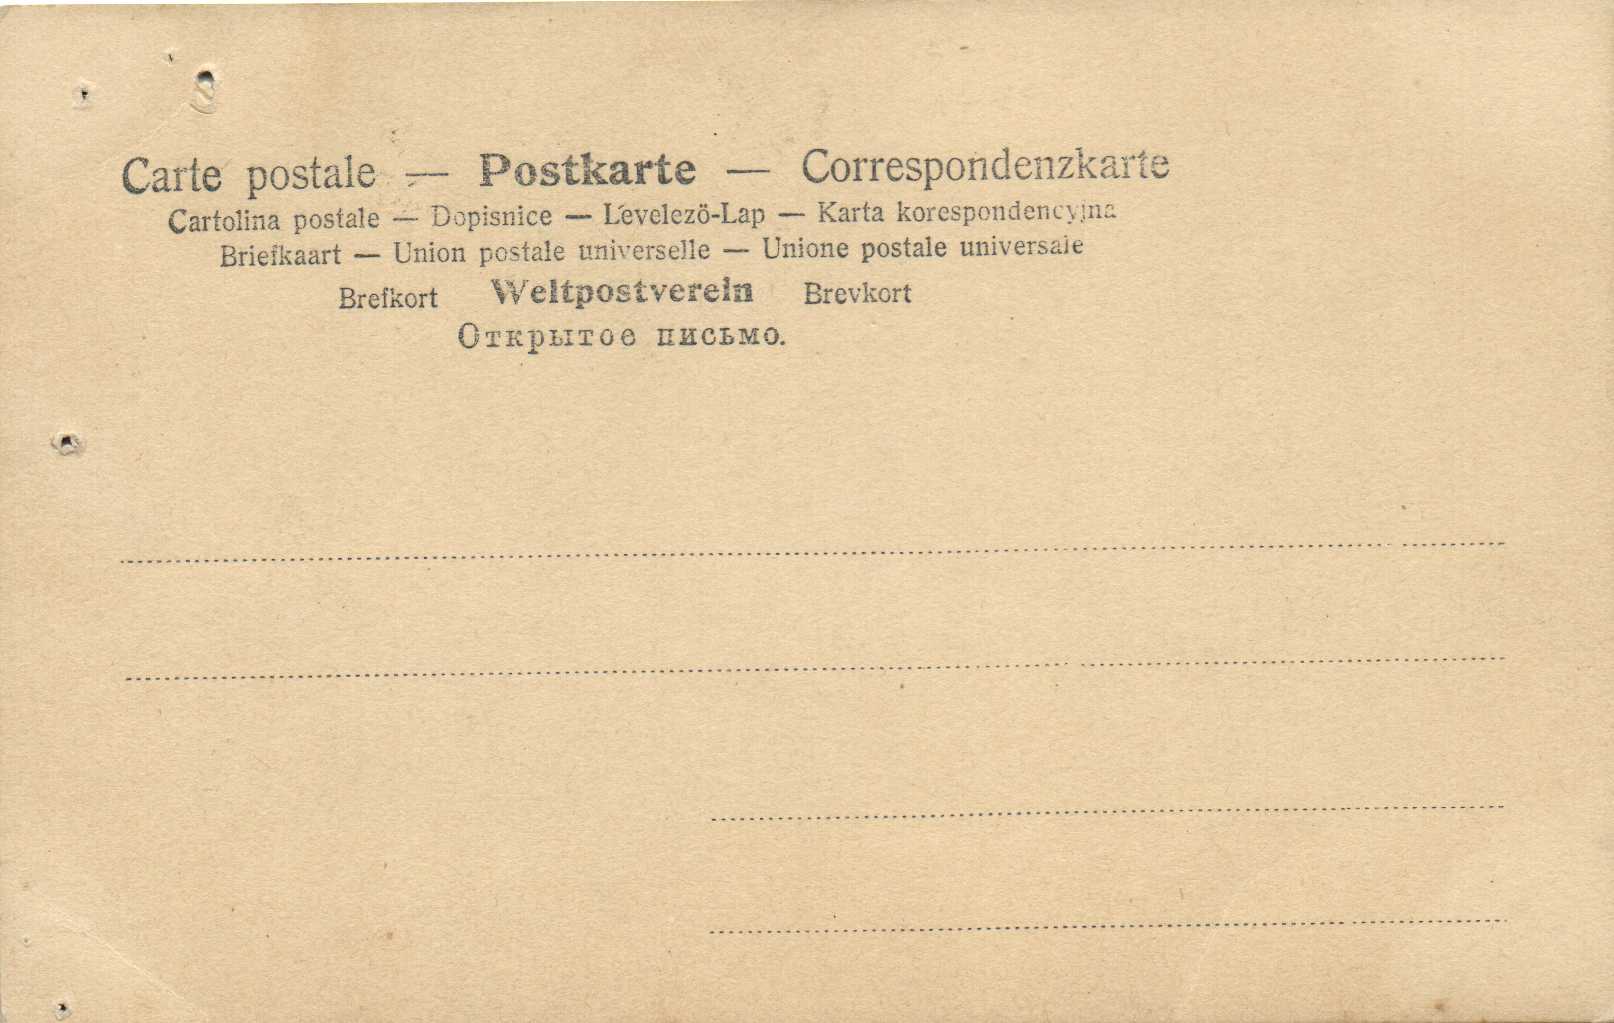 Carte postale — Postkarte — Correspondenzkarte
Cartolina postale — Dopisnice — Levelezö-Lap — Karta korespondencyjna
Briefkaart — Union postale universelle — Unione postale universale
Brefkort Weltpostverein Brevkort
Открытое письмо.